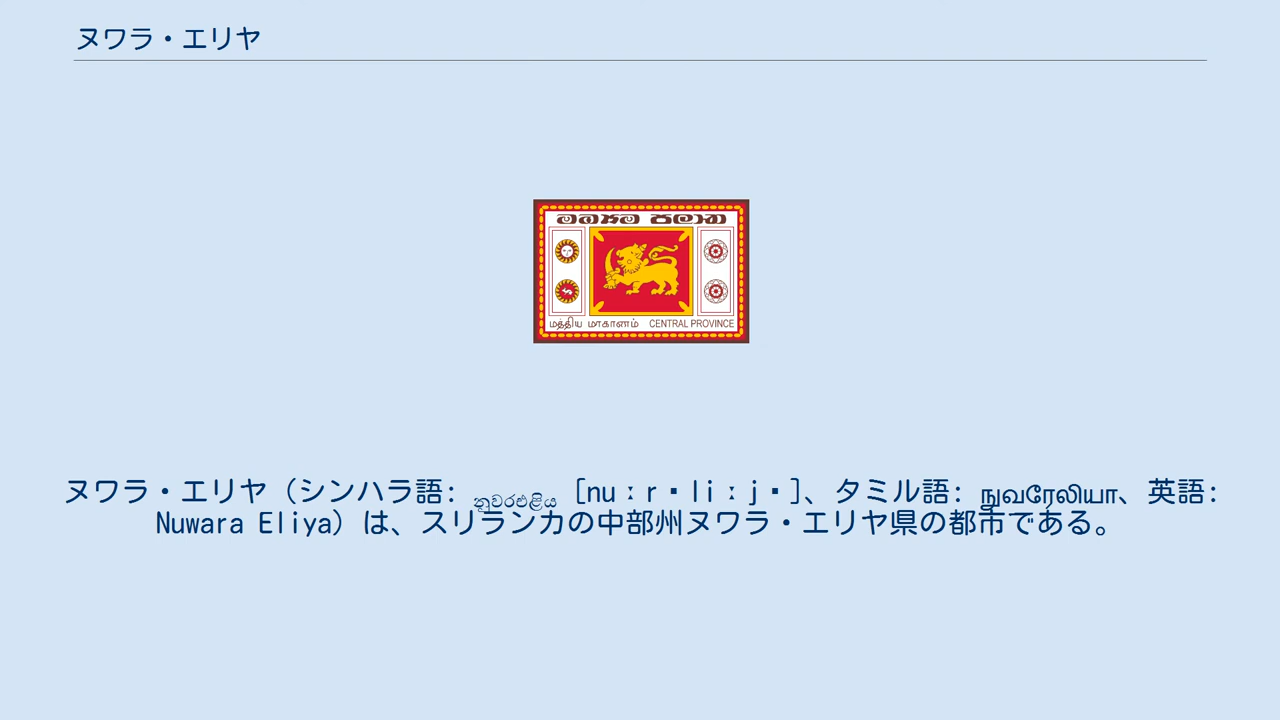 ヌワラ・エリヤ
මධ්‍යම පළාත
மத்திய மாகாணம் CENTRAL PROVINCE
ヌワラ・エリヤ（シンハラ語: නුවරඑළිය [nuːr▪liːj▪]、タミル語: நுவரேலியா、英語:
Nuwara Eliya）は、スリランカの中部州ヌワラ・エリヤ県の都市である。